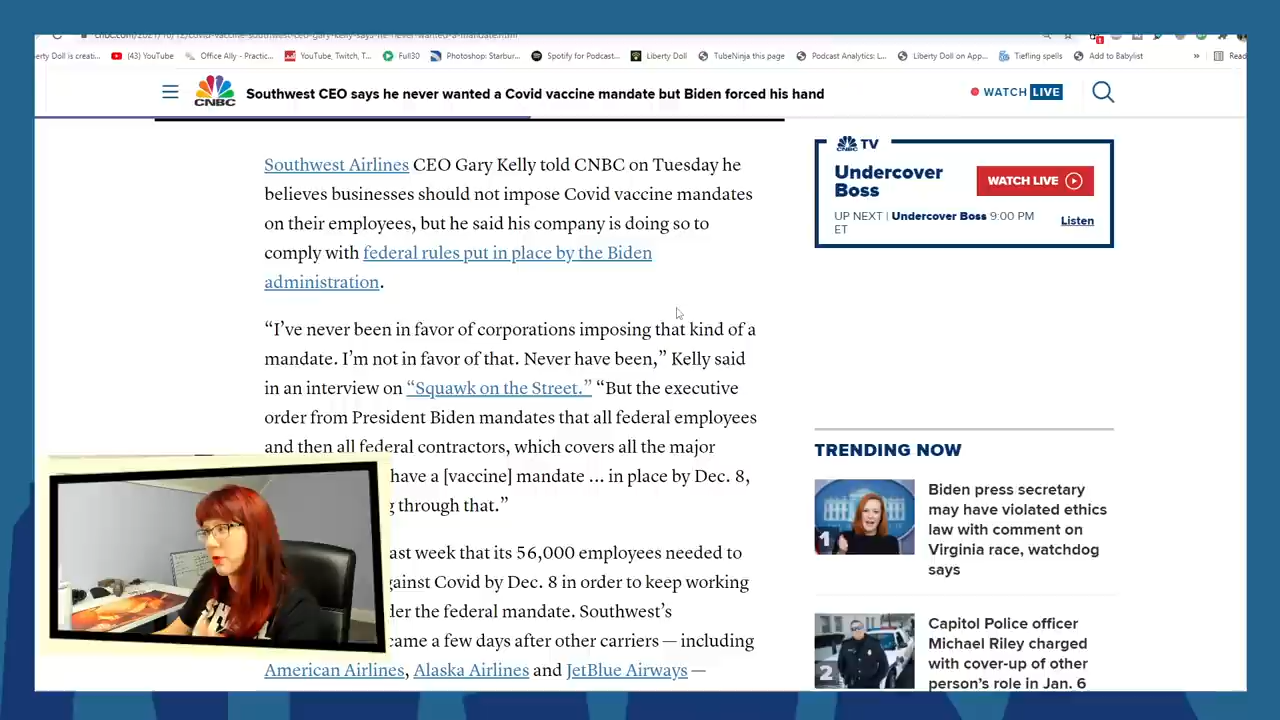 cnbc.com/2021/10/12/covid-vaccine-southwest-ceo-gary-kelly-says-he-never-wanted-a-mandate.html
erty Doll is creati...
(43) YouTube
Office Ally - Practic...
YouTube, Twitch, T...
Full30
Photoshop: Starbur...
Spotify for Podcast...
Liberty Doll
TubeNinja this page
Podcast Analytics: L...
Liberty Doll on App...
Tiefling spells
Add to Babylist
»
Read
CNBC
Southwest CEO says he never wanted a Covid vaccine mandate but Biden forced his hand
WATCH LIVE
Southwest Airlines CEO Gary Kelly told CNBC on Tuesday he
believes businesses should not impose Covid vaccine mandates
on their employees, but he said his company is doing so to
comply with federal rules put in place by the Biden
administration.
“I’ve never been in favor of corporations imposing that kind of a
mandate. I’m not in favor of that. Never have been,” Kelly said
in an interview on “Squawk on the Street.” “But the executive
order from President Biden mandates that all federal employees
and then all federal contractors, which covers all the major
have a [vaccine] mandate ... in place by Dec. 8,
g through that.”
ast week that its 56,000 employees needed to
gainst Covid by Dec. 8 in order to keep working
der the federal mandate. Southwest’s
came a few days after other carriers — including
American Airlines, Alaska Airlines and JetBlue Airways —
TV
Undercover
Boss
WATCH LIVE
UP NEXT | Undercover Boss 9:00 PM
ET
Listen
TRENDING NOW
1
Biden press secretary
may have violated ethics
law with comment on
Virginia race, watchdog
says
2
Capitol Police officer
Michael Riley charged
with cover-up of other
person’s role in Jan. 6